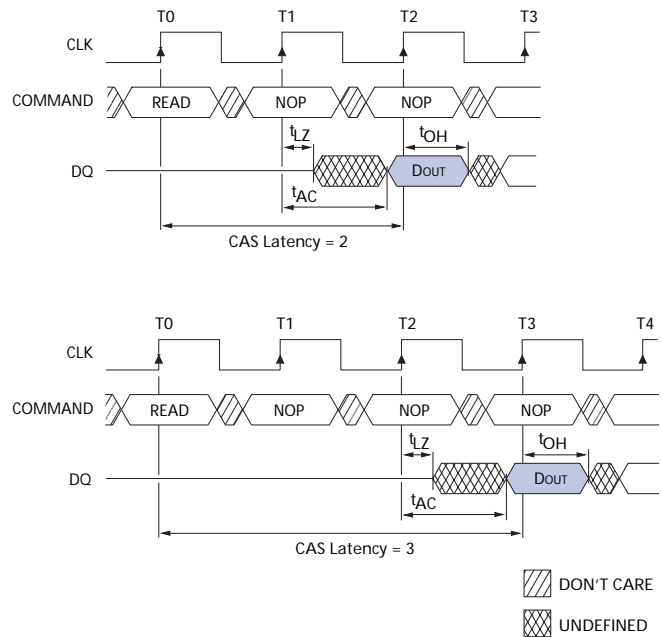 T0 T1 T2 T3
CLK
COMMAND READ NOP NOP
tLZ tOH
DQ DOUT
tAC
CAS Latency = 2
T0 T1 T2 T3 T4
CLK
COMMAND READ NOP NOP NOP
tLZ tOH
DQ DOUT
tAC
CAS Latency = 3
DON'T CARE
UNDEFINED